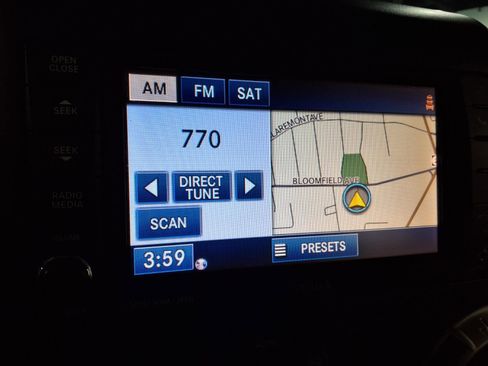 OPEN
CLOSE
SEEK
SEEK
RADIO
MEDIA
AM
FM
SAT
770
DIRECT
TUNE
SCAN
3:59
PRESETS
LAREMONT AVE
BLOOMFIELD AVE